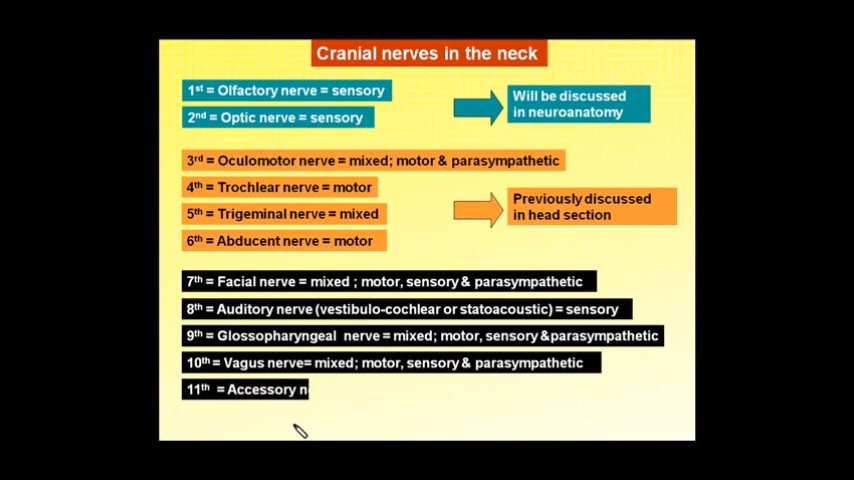 Cranial nerves in the neck
1st = Olfactory nerve = sensory
2nd = Optic nerve = sensory
Will be discussed
in neuroanatomy
3rd = Oculomotor nerve = mixed; motor & parasympathetic
4th = Trochlear nerve = motor
5th = Trigeminal nerve = mixed
6th = Abducent nerve = motor
Previously discussed
in head section
7th = Facial nerve = mixed ; motor, sensory & parasympathetic
8th = Auditory nerve (vestibulo-cochlear or statoacoustic) = sensory
9th = Glossopharyngeal nerve = mixed; motor, sensory &parasympathetic
10th = Vagus nerve= mixed; motor, sensory & parasympathetic
11th = Accessory n